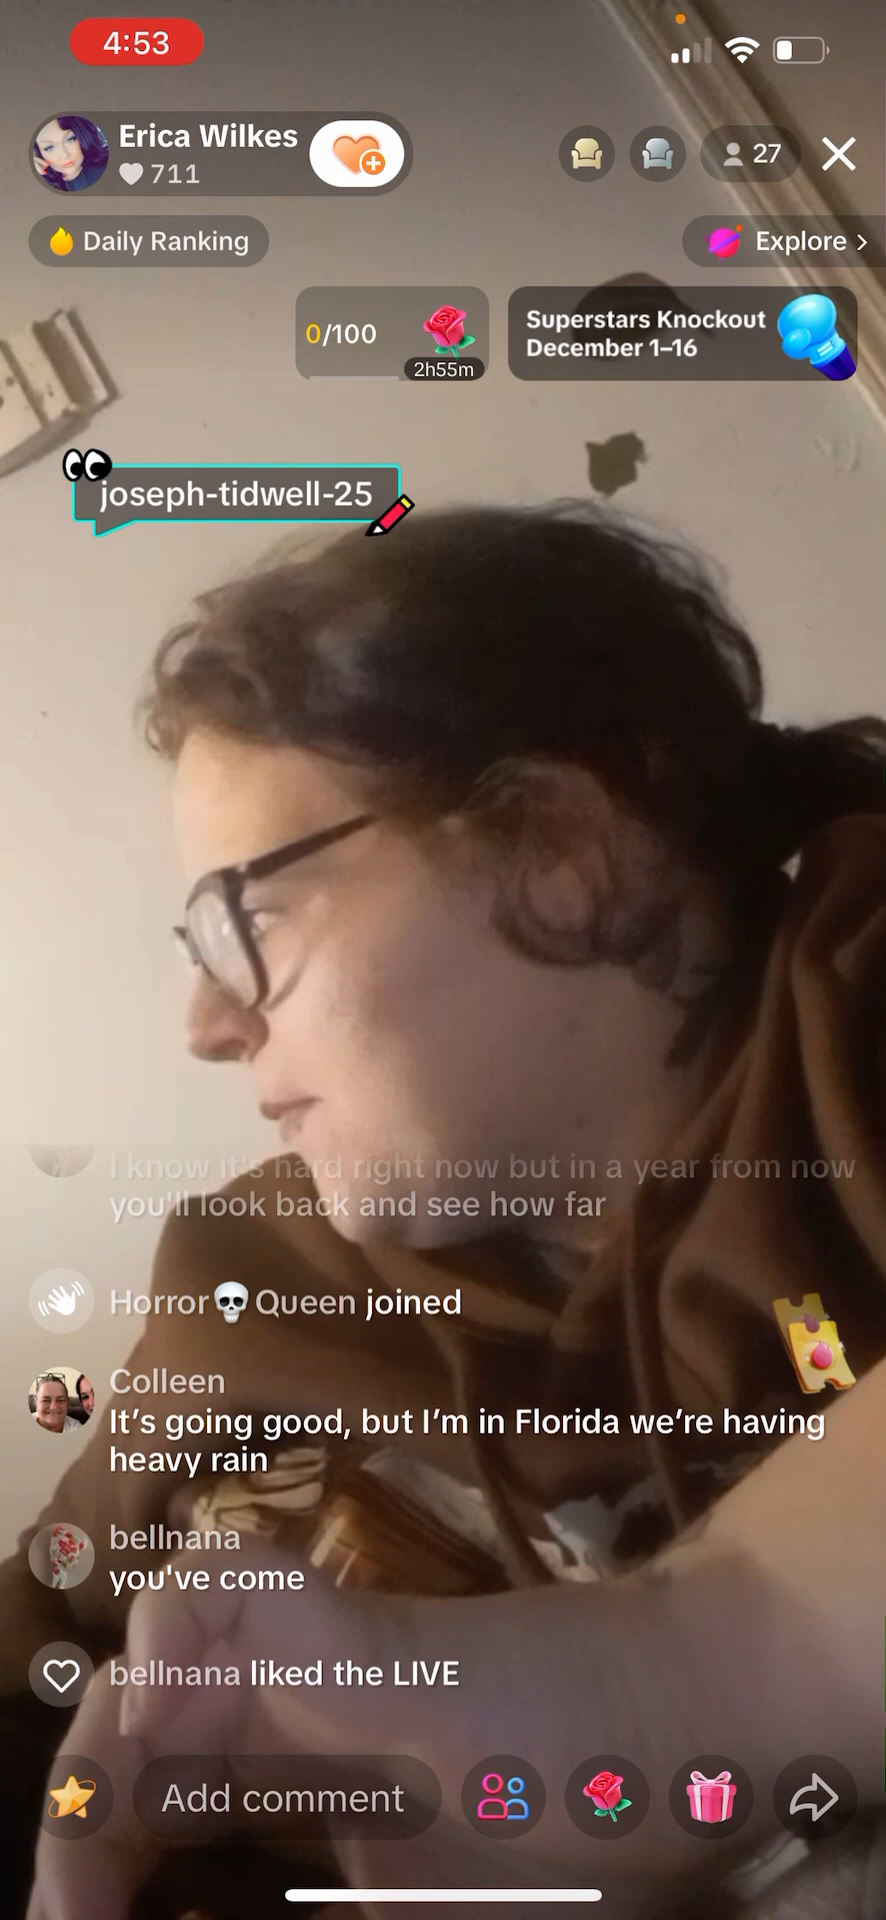 4:53
Erica Wilkes
711
27
Daily Ranking
Explore >
0/100
2h55m
Superstars Knockout
December 1–16
joseph-tidwell-25
I know it's hard right now but in a year from now
you'll look back and see how far
Horror💀Queen joined
Colleen
It's going good, but I'm in Florida we're having
heavy rain
bellnana
you've come
bellnana liked the LIVE
Add comment